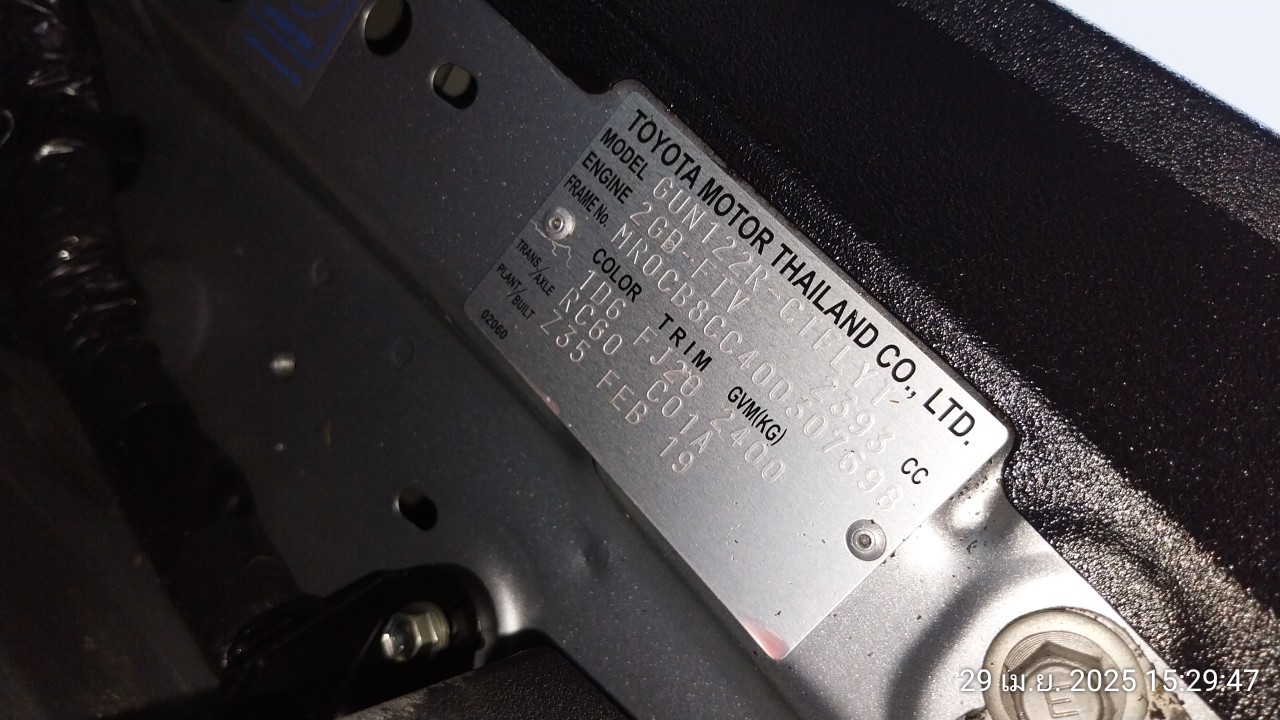 TOYOTA MOTOR THAILAND CO., LTD.
MODEL GUN122R-CTFLYT
ENGINE 2GD-FTV 2393 CC
FRAME No. MR0CB8CC400307698
COLOR TRIM GVM(KG)
1D6 FJ20 2400
TRANS/AXLE RC60 C01A
PLANT/BUILT Z35 FEB 19
02060
29 เม.ย. 2025 15:29:47